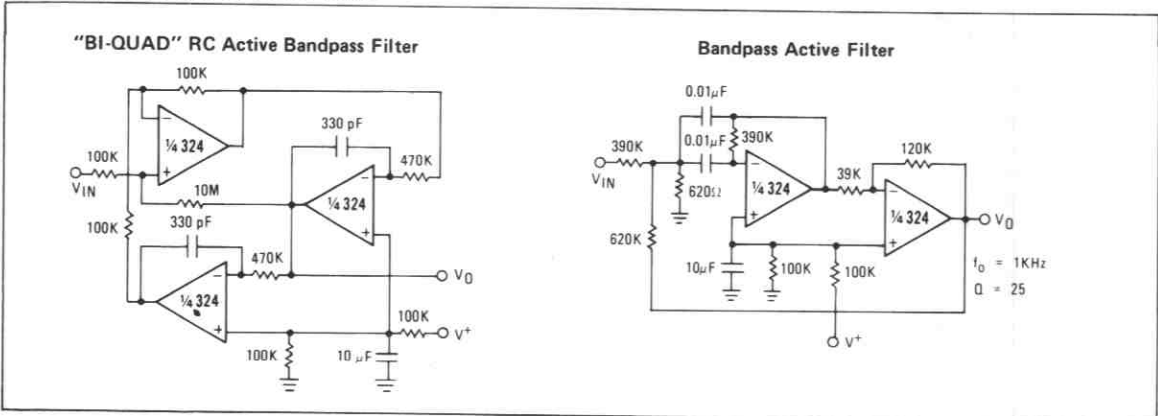 "BI-QUAD" RC Active Bandpass Filter
100K
¼ 324
330 pF
100K
470K
VIN
10M
¼ 324
330 pF
100K
470K
VO
¼ 324
100K
V+
100K
10 µF
Bandpass Active Filter
0.01µF
390K
0.01µF
390K
120K
VIN
39K
¼ 324
620Ω
¼ 324
VO
620K
10µF
100K
100K
fo = 1KHz
Q = 25
V+